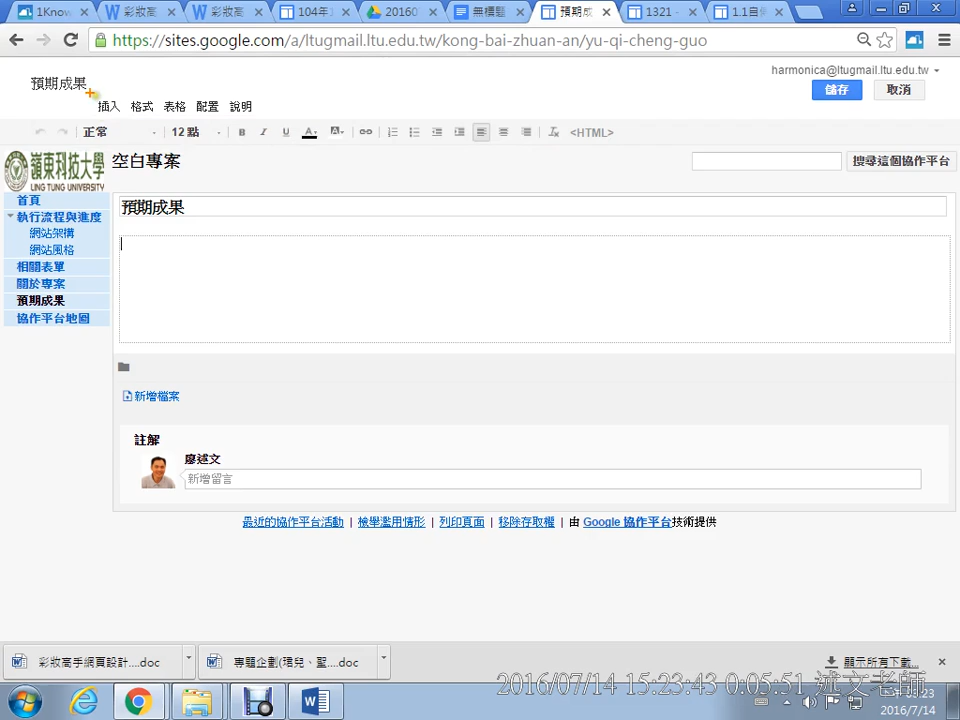 1Know
彩妝高
彩妝高
104年
20160
無標題
預期成
1321 -
1.1自
https://sites.google.com/a/ltugmail.ltu.edu.tw/kong-bai-zhuan-an/yu-qi-cheng-guo
harmonica@ltugmail.ltu.edu.tw
預期成果
儲存 取消
插入 格式 表格 配置 說明
正常 12 點 B I U A <HTML>
嶺東科技大學
LING TUNG UNIVERSITY
空白專案
搜尋這個協作平台
首頁
執行流程與進度
網站架構
網站風格
相關表單
關於專案
預期成果
協作平台地圖
預期成果
新增檔案
註解
廖述文
新增留言
最近的協作平台活動 | 檢舉濫用情形 | 列印頁面 | 移除存取權 | 由 Google 協作平台技術提供
彩妝高手網頁設計....doc
專題企劃(珺兒、聖....doc
顯示所有下載...
2016/07/14 15:23:43 0:05:51 述文老師
2016/7/14